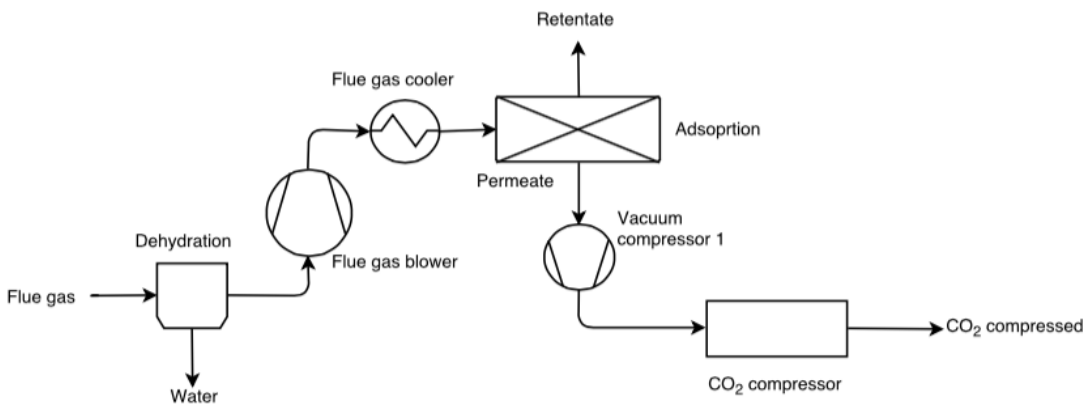 Retentate
Flue gas cooler
Adsoprtion
Permeate
Vacuum
compressor 1
Dehydration
Flue gas blower
Flue gas
CO₂ compressed
CO₂ compressor
Water